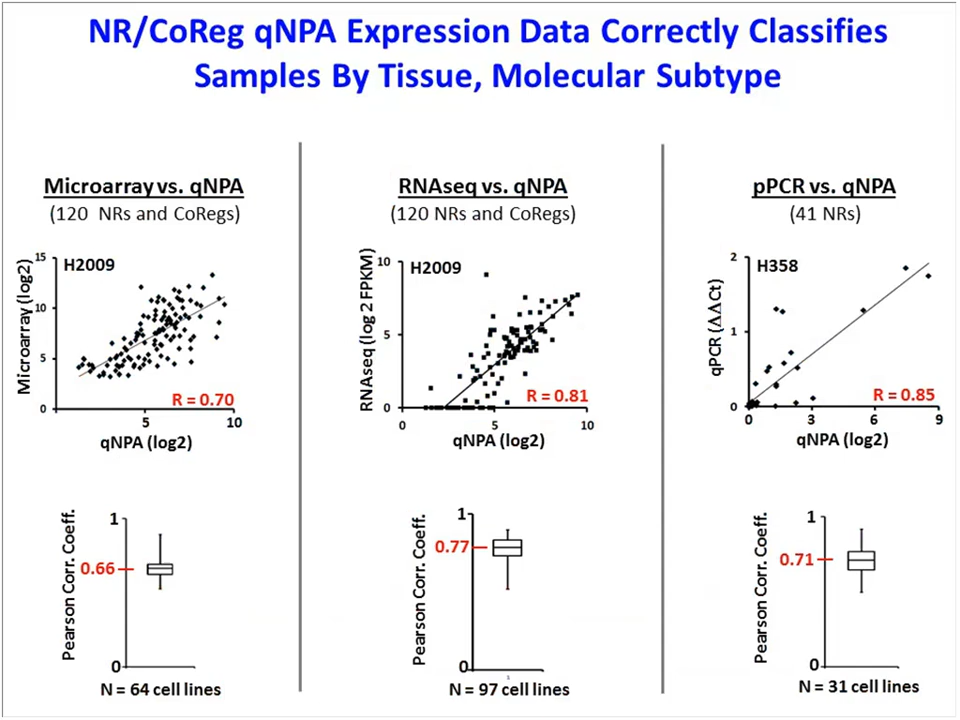 NR/CoReg qNPA Expression Data Correctly Classifies
Samples By Tissue, Molecular Subtype
Microarray vs. qNPA
(120 NRs and CoRegs)
Microarray (log2)
15
10
5
0
H2009
R = 0.70
5
10
qNPA (log2)
Pearson Corr. Coeff.
1
0.66
0
N = 64 cell lines
RNAseq vs. qNPA
(120 NRs and CoRegs)
RNAseq (log 2 FPKM)
10
5
0
H2009
R = 0.81
0
5
10
qNPA (log2)
Pearson Corr. Coeff.
1
0.77
0
1
N = 97 cell lines
pPCR vs. qNPA
(41 NRs)
qPCR (ΔΔCt)
2
1
0
H358
R = 0.85
0
3
6
9
qNPA (log2)
Pearson Corr. Coeff.
1
0.71
0
N = 31 cell lines